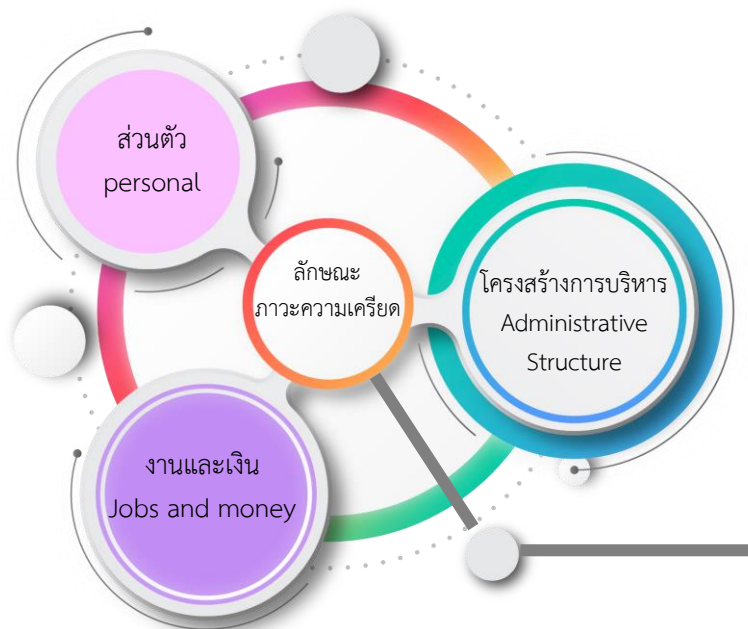 ส่วนตัว
personal
ลักษณะ
ภาวะความเครียด
โครงสร้างการบริหาร
Administrative
Structure
งานและเงิน
Jobs and money